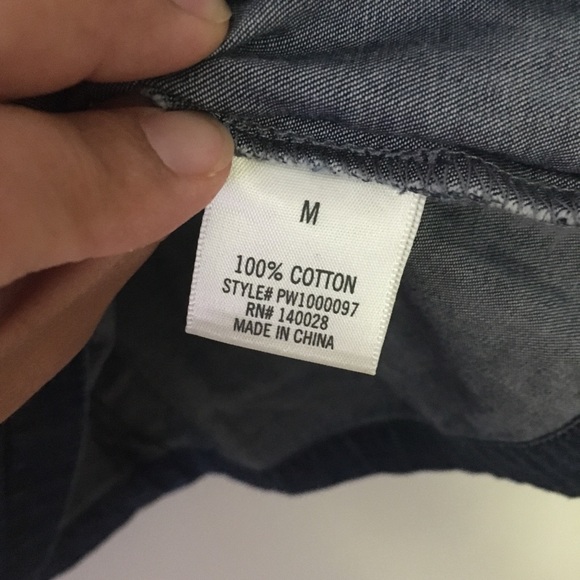 M
100% COTTON
STYLE# PW1000097
RN# 140028
MADE IN CHINA